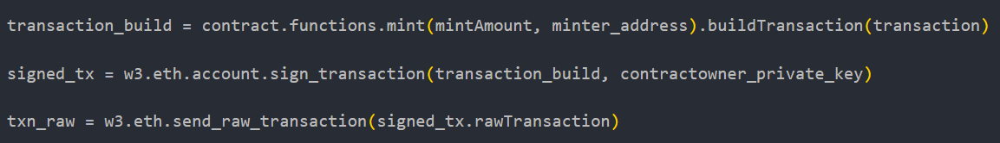 transaction_build = contract.functions.mint(mintAmount, minter_address).buildTransaction(transaction)
signed_tx = w3.eth.account.sign_transaction(transaction_build, contractowner_private_key)
txn_raw = w3.eth.send_raw_transaction(signed_tx.rawTransaction)